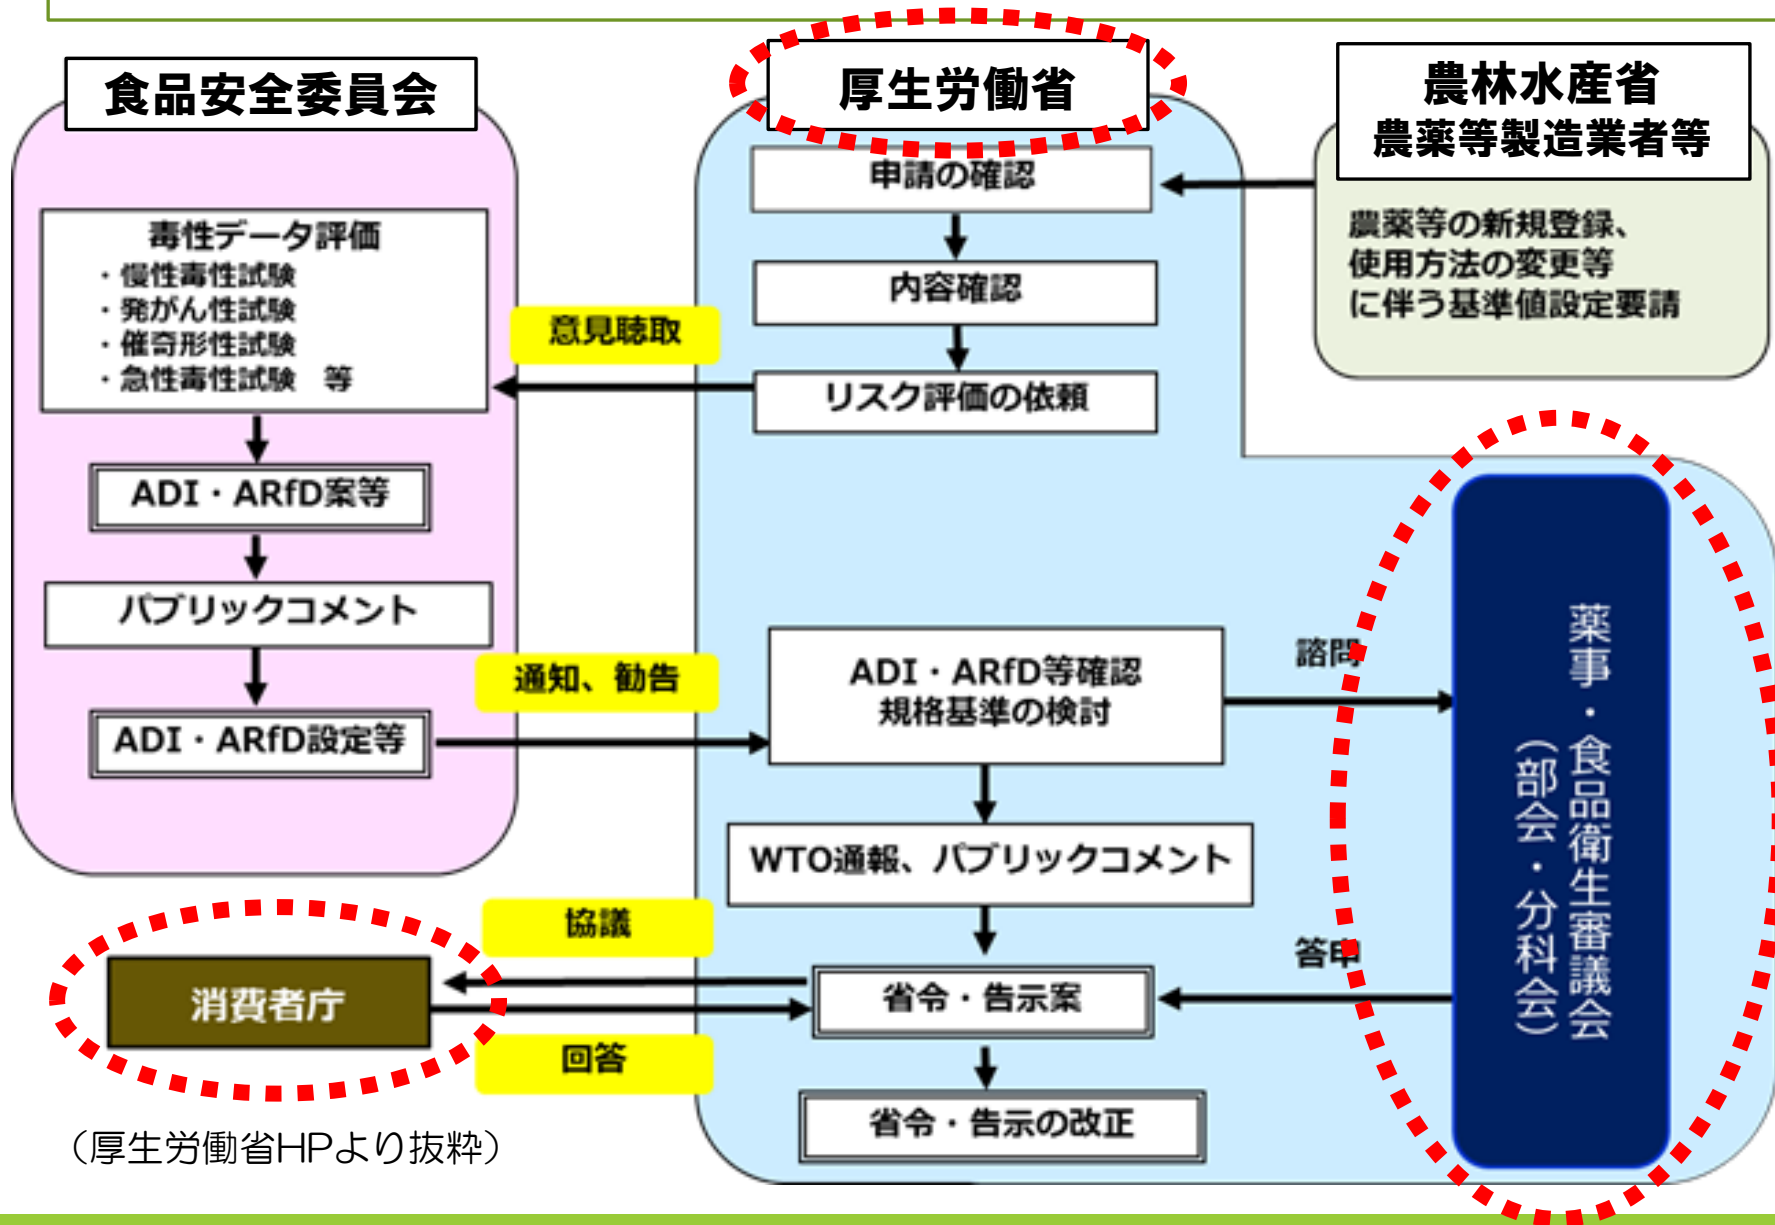 食品安全委員会
毒性データ評価
・慢性毒性試験
・発がん性試験
・催奇形性試験
・急性毒性試験　等
ADI・ARfD案等
パブリックコメント
ADI・ARfD設定等
意見聴取
通知、勧告
協議
回答
消費者庁
(厚生労働省HPより抜粋)
厚生労働省
申請の確認
内容確認
リスク評価の依頼
ADI・ARfD等確認
規格基準の検討
WTO通報、パブリックコメント
省令・告示案
省令・告示の改正
諮問
答申
農林水産省
農薬等製造業者等
農薬等の新規登録、
使用方法の変更等
に伴う基準値設定要請
薬事・食品衛生審議会
(部会・分科会)